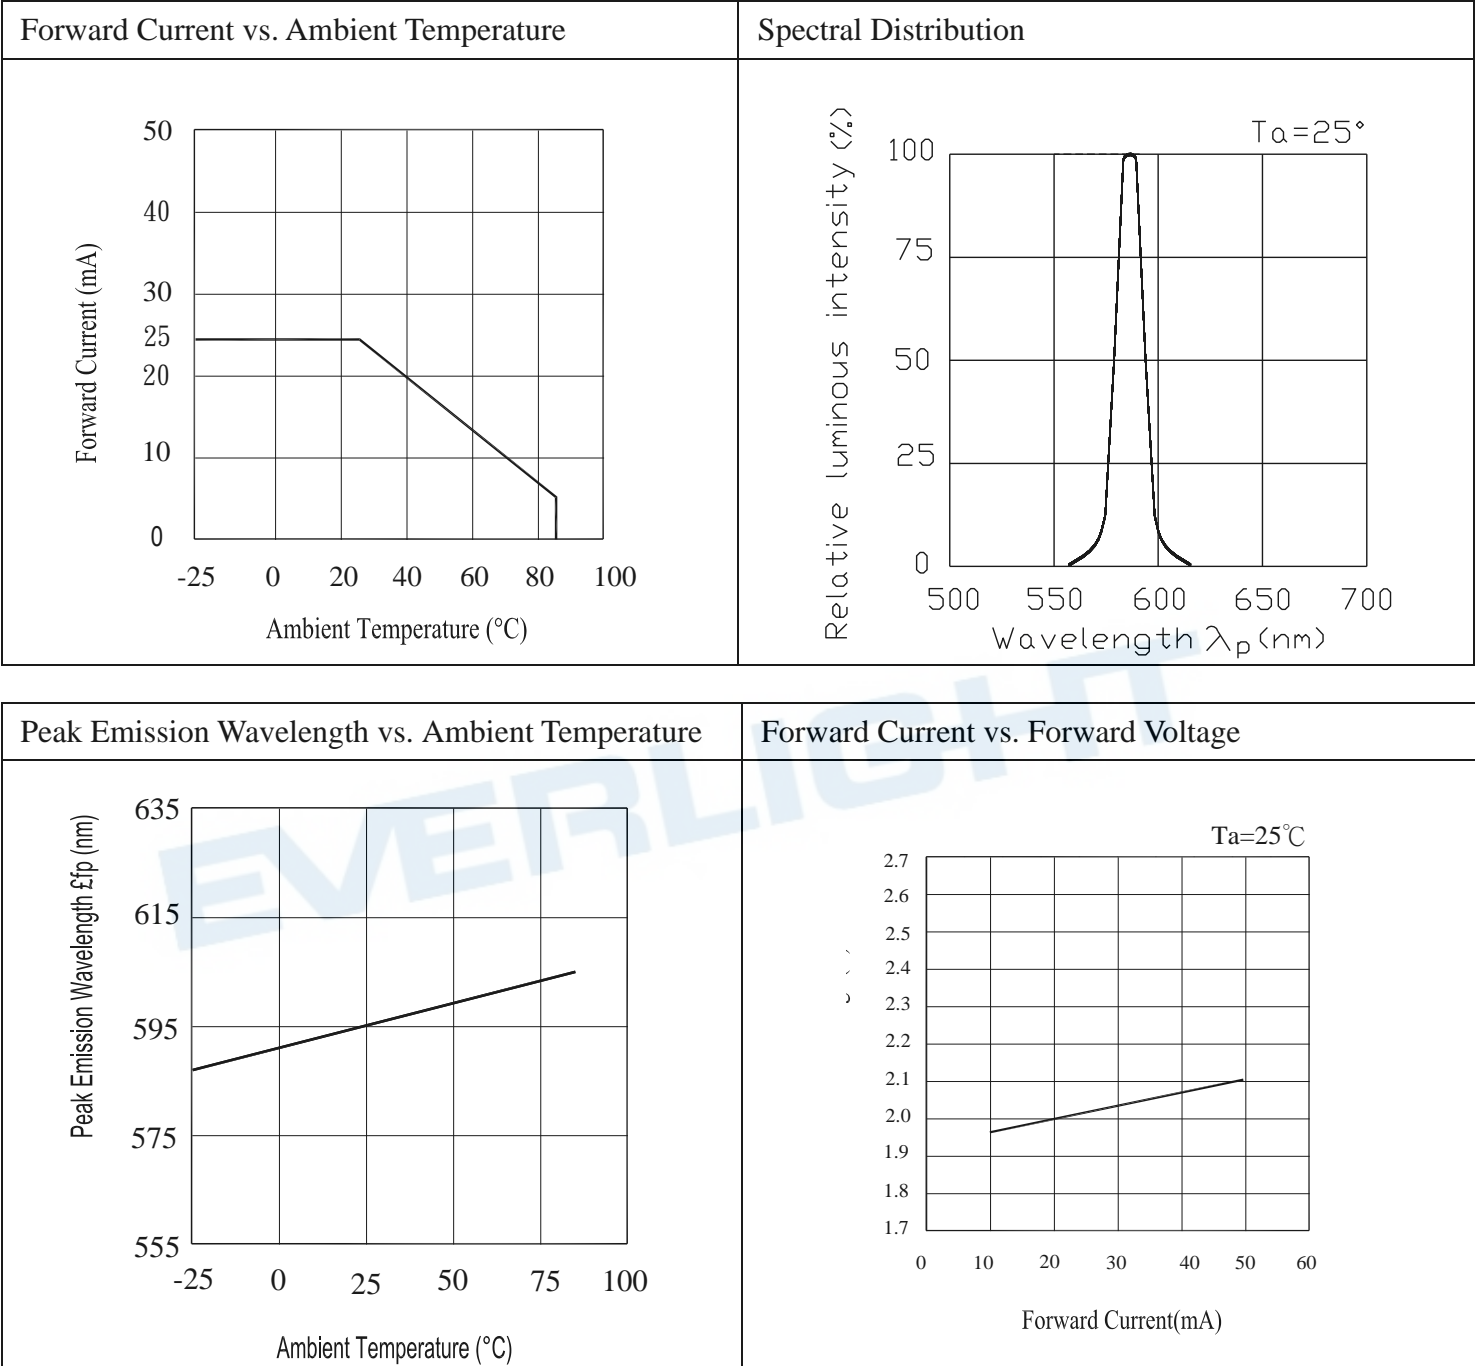 Forward Current vs. Ambient Temperature
50
40
30
25
20
10
0
Forward Current (mA)
-25 0 20 40 60 80 100
Ambient Temperature (°C)
Spectral Distribution
Ta=25°
100
75
50
25
0
Relative luminous intensity (%)
500 550 600 650 700
Wavelength λp (nm)
Peak Emission Wavelength vs. Ambient Temperature
635
615
595
575
555
Peak Emission Wavelength £fp (nm)
-25 0 25 50 75 100
Ambient Temperature (°C)
Forward Current vs. Forward Voltage
Ta=25℃
2.7
2.6
2.5
2.4
2.3
2.2
2.1
2.0
1.9
1.8
1.7
0 10 20 30 40 50 60
Forward Current(mA)
EVERLIGHT